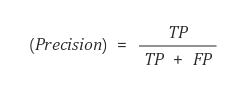 (Precision) = TP / TP + FP